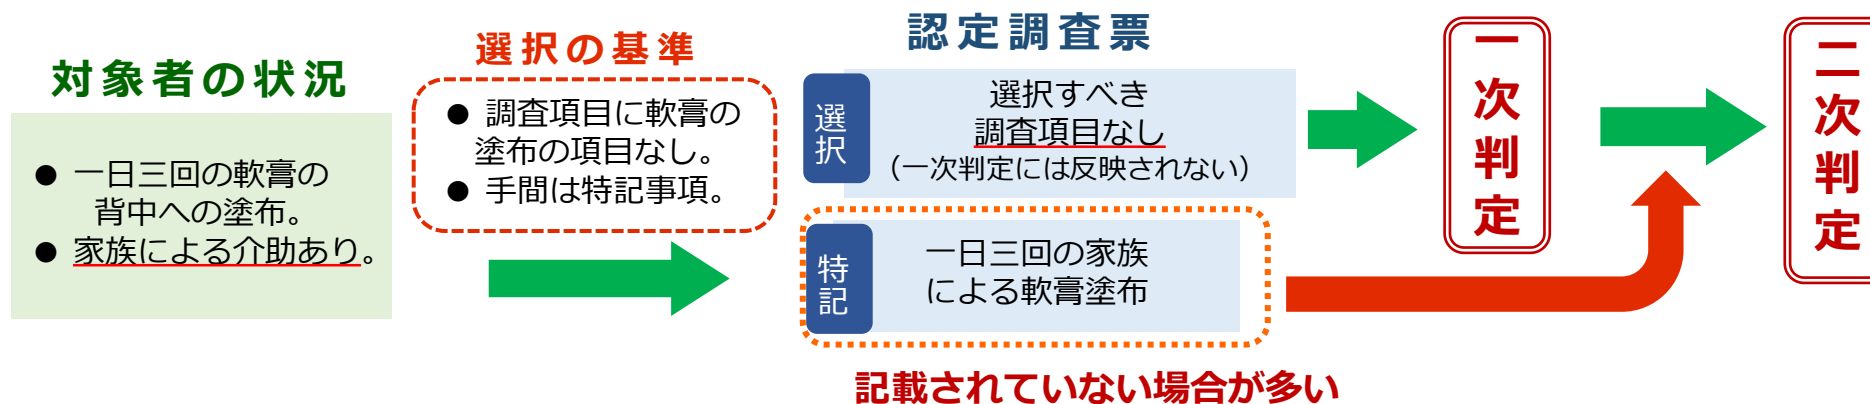 対象者の状況
● 一日三回の軟膏の
背中への塗布。
● 家族による介助あり。
選択の基準
● 調査項目に軟膏の
塗布の項目なし。
● 手間は特記事項。
認定調査票
選択
選択すべき
調査項目なし
（一次判定には反映されない）
特記
一日三回の家族
による軟膏塗布
記載されていない場合が多い
一次判定
二次判定